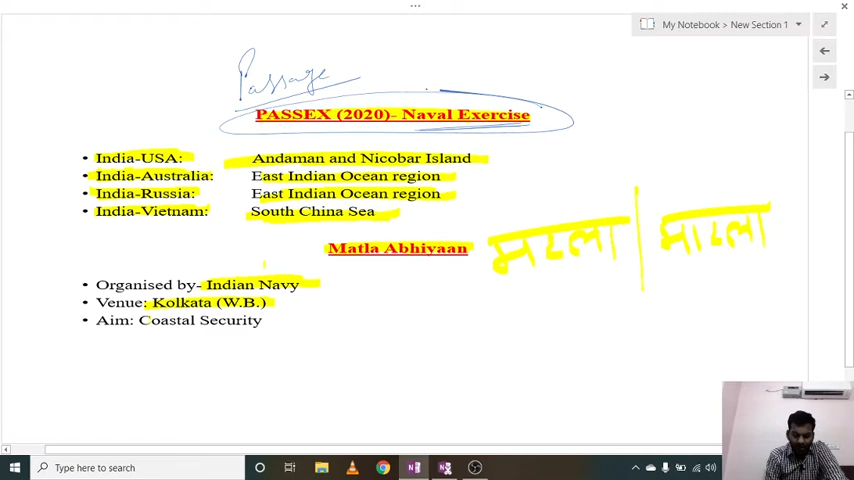 My Notebook > New Section 1
Passage
PASSEX (2020)- Naval Exercise
• India-USA: Andaman and Nicobar Island
• India-Australia: East Indian Ocean region
• India-Russia: East Indian Ocean region
• India-Vietnam: South China Sea
Matla Abhiyaan मटला | माटला
• Organised by- Indian Navy
• Venue: Kolkata (W.B.)
• Aim: Coastal Security
Type here to search